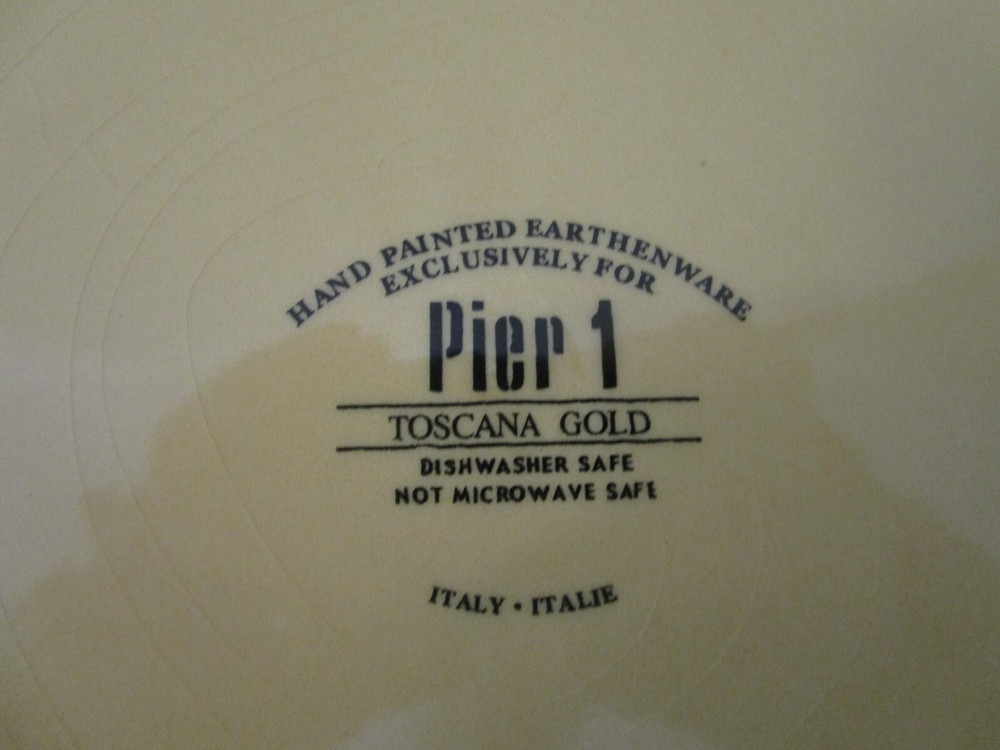 HAND PAINTED EARTHENWARE
EXCLUSIVELY FOR
Pier 1
TOSCANA GOLD
DISHWASHER SAFE
NOT MICROWAVE SAFE
ITALY • ITALIE